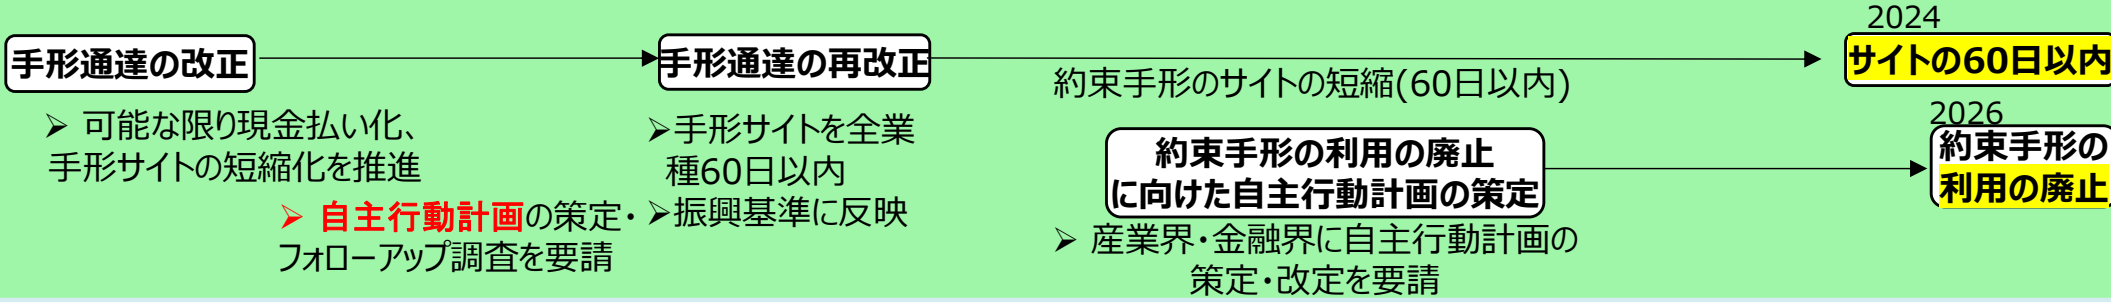 手形通達の改正
➢ 可能な限り現金払い化、
手形サイトの短縮化を推進
➢ 自主行動計画の策定・
フォローアップ調査を要請
手形通達の再改正
➢手形サイトを全業
種60日以内
➢振興基準に反映
約束手形のサイトの短縮(60日以内)
約束手形の利用の廃止
に向けた自主行動計画の策定
➢ 産業界・金融界に自主行動計画の
策定・改定を要請
2024
サイトの60日以内
2026
約束手形の
利用の廃止